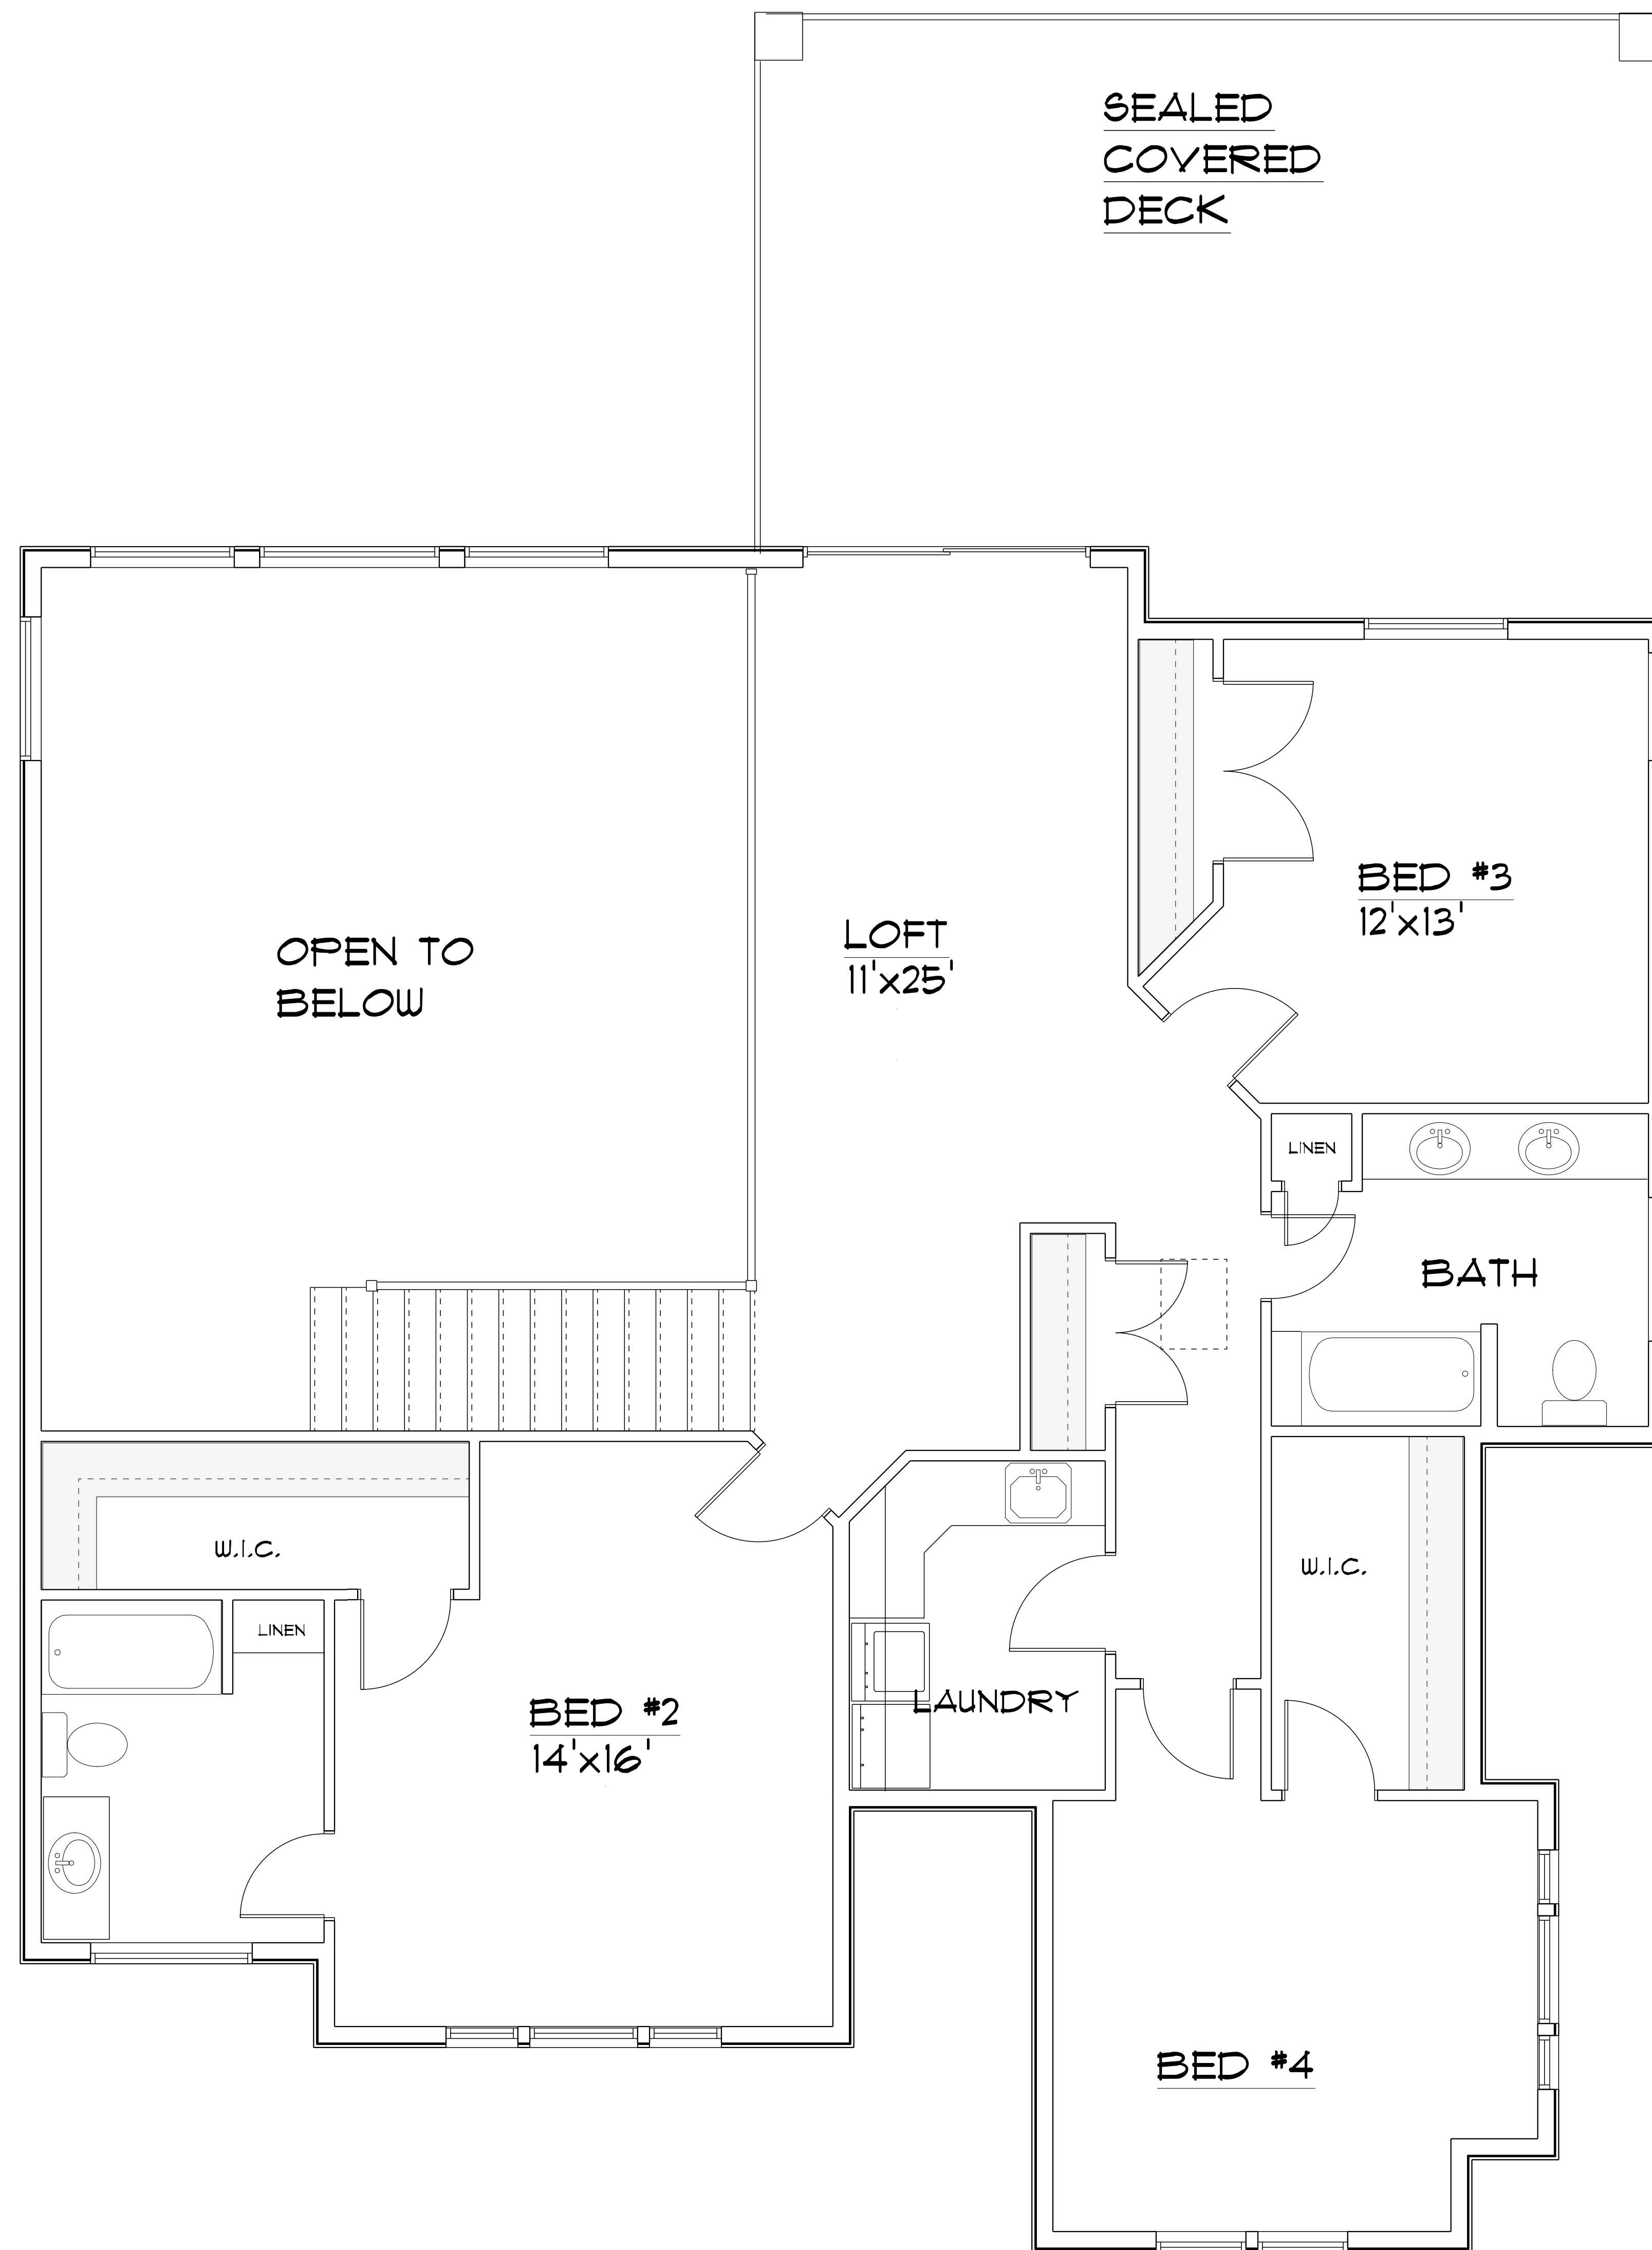 SEALED
COVERED
DECK
BED #3
12'x13'
LOFT
11'x25'
OPEN TO
BELOW
LINEN
BATH
W.I.C.
W.I.C.
LINEN
LAUNDRY
BED #2
14'x16'
BED #4